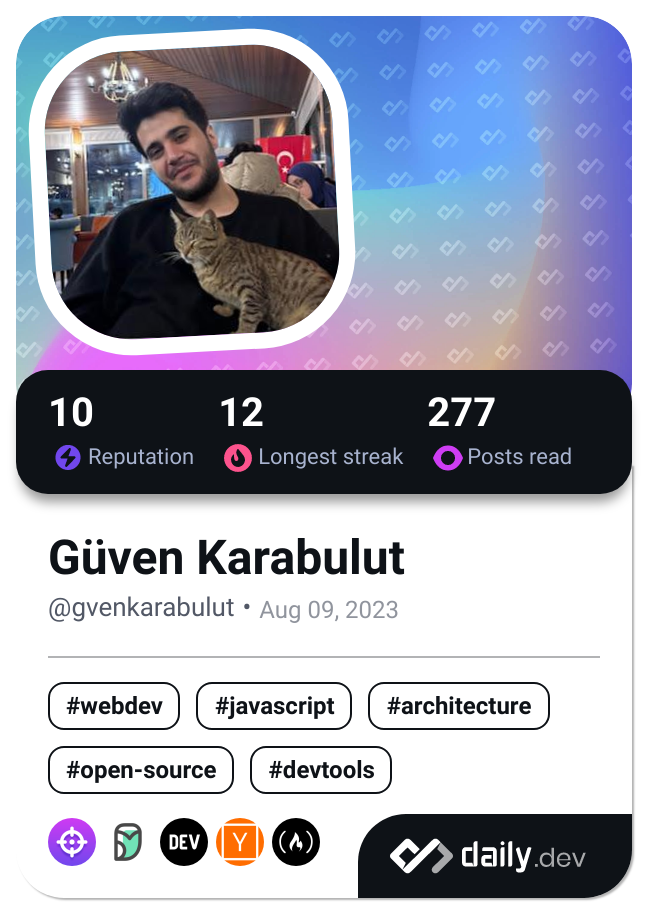 10 12 277
Reputation Longest streak Posts read
Güven Karabulut
@gvenkarabulut • Aug 09, 2023
#webdev #javascript #architecture
#open-source #devtools
DEV Y
daily.dev